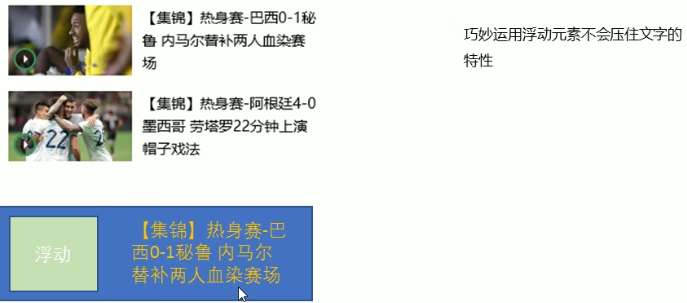 【集锦】热身赛-巴西0-1秘
鲁 内马尔替补两人血染赛
场
巧妙运用浮动元素不会压住文字的
特性
【集锦】热身赛-阿根廷4-0
墨西哥 劳塔罗22分钟上演
帽子戏法
22
浮动
【集锦】热身赛-巴
西0-1秘鲁 内马尔
替补两人血染赛场